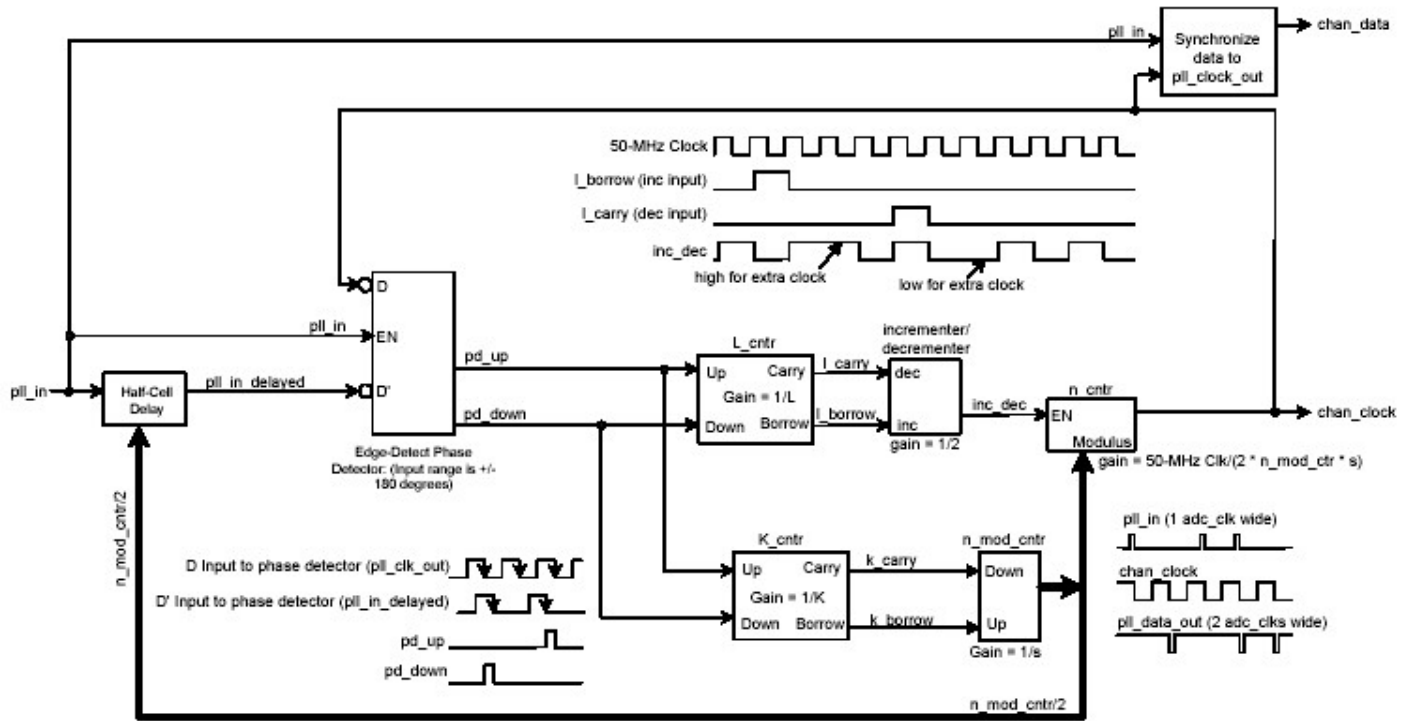 pll_in
Synchronize
data to
pll_clock_out
chan_data
50-MHz Clock
l_borrow (inc input)
l_carry (dec input)
inc_dec
high for extra clock
low for extra clock
D
pll_in
EN
pll_in
Half-Cell
Delay
pll in delayed
D'
pd_up
pd_down
Edge-Detect Phase
Detector: (Input range is +/-
180 degrees)
L_cntr
Up
Carry
Gain = 1/L
Down
Borrow
l_carry
l_borrow
incrementer/
decrementer
dec
inc
gain = 1/2
inc_dec
n_cntr
EN
Modulus
gain = 50-MHz Clk/(2 * n_mod_ctr * s)
chan_clock
n_mod_cntr/2
D Input to phase detector (pll_clk_out)
D' Input to phase detector (pll_in_delayed)
pd_up
pd_down
K_cntr
Up
Carry
Gain = 1/K
Down
Borrow
k_carry
k_borrow
n_mod_cntr
Down
Up
Gain = 1/s
pll_in (1 adc_clk wide)
chan_clock
pll_data_out (2 adc_clks wide)
n_mod_cntr/2